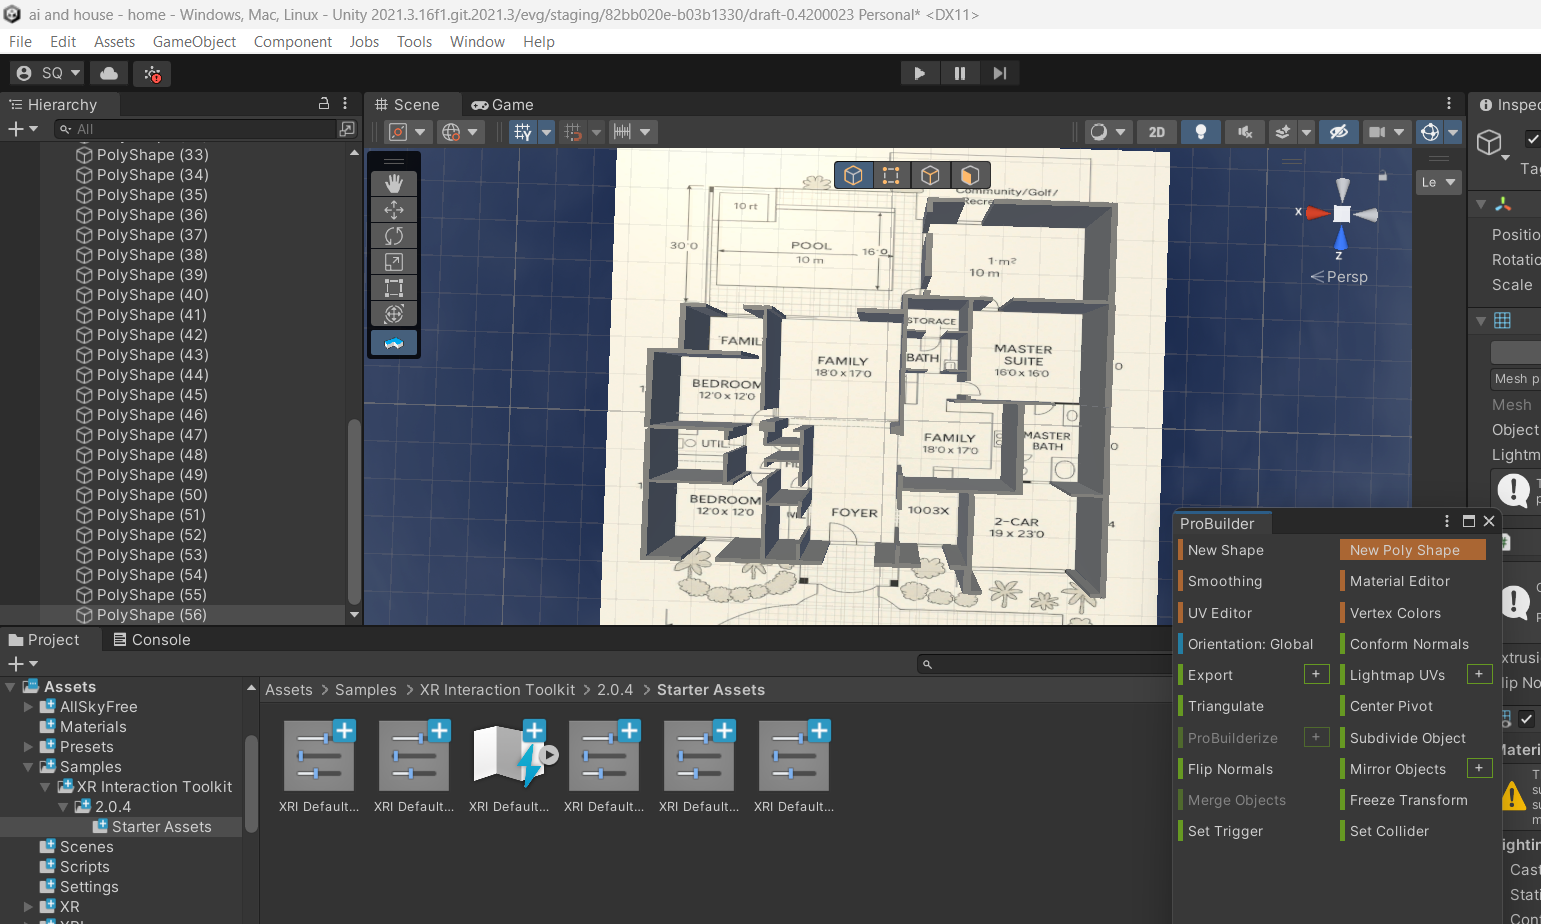 ai and house - home - Windows, Mac, Linux - Unity 2021.3.16f1.git.2021.3/evg/staging/82bb020e-b03b1330/draft-0.4200023 Personal* <DX11>
File Edit Assets GameObject Component Jobs Tools Window Help
SQ
Hierarchy
All
PolyShape (33)
PolyShape (34)
PolyShape (35)
PolyShape (36)
PolyShape (37)
PolyShape (38)
PolyShape (39)
PolyShape (40)
PolyShape (41)
PolyShape (42)
PolyShape (43)
PolyShape (44)
PolyShape (45)
PolyShape (46)
PolyShape (47)
PolyShape (48)
PolyShape (49)
PolyShape (50)
PolyShape (51)
PolyShape (52)
PolyShape (53)
PolyShape (54)
PolyShape (55)
PolyShape (56)
Scene Game
2D
Le
Community/Golf/
Recre
10 rt
30'0
POOL
10 m
16'0
1 m²
10 m
STORACE
BATH
MASTER
SUITE
16'0 x 16'0
FAMIL
FAMILY
18'0 x 17'0
BEDROOM
12'0 x 12'0
UTIL
FAMILY
18'0 x 17'0
MASTER
BATH
BEDROOM
12'0 x 12'0
FOYER
1003X
2-CAR
19 x 23'0
X
Z
Persp
Inspec
Tag
Positio
Rotatio
Scale
Mesh p
Mesh
Object
Lightm
ProBuilder
New Shape New Poly Shape
Smoothing Material Editor
UV Editor Vertex Colors
Orientation: Global Conform Normals
Export + Lightmap UVs +
Triangulate Center Pivot
ProBuilderize + Subdivide Object
Flip Normals Mirror Objects +
Merge Objects Freeze Transform
Set Trigger Set Collider
xtrusi
lip No
Materi
ightin
Cast
Stati
Cont
Project Console
Assets
AllSkyFree
Materials
Presets
Samples
XR Interaction Toolkit
2.0.4
Starter Assets
Scenes
Scripts
Settings
XR
XRI
Assets > Samples > XR Interaction Toolkit > 2.0.4 > Starter Assets
XRI Default... XRI Default... XRI Default... XRI Default... XRI Default... XRI Default...